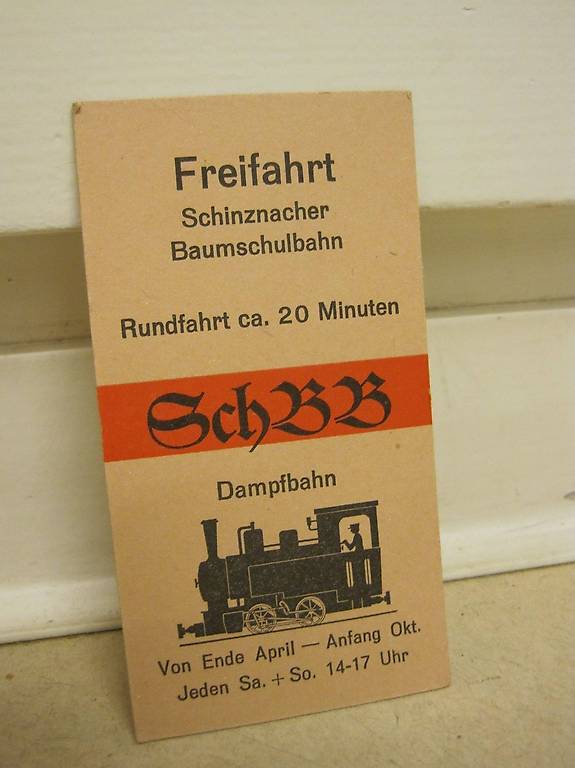 Freifahrt
Schinznacher
Baumschulbahn
Rundfahrt ca. 20 Minuten
SchBB
Dampfbahn
Von Ende April — Anfang Okt.
Jeden Sa. + So. 14-17 Uhr